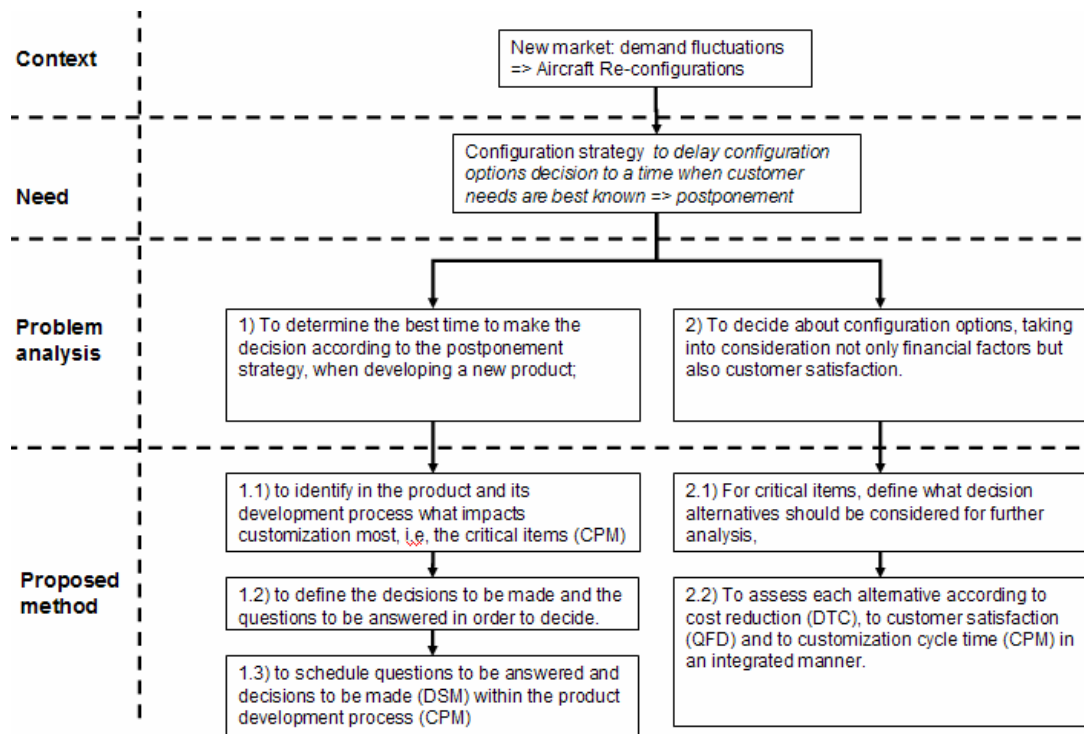 Context
New market: demand fluctuations
=> Aircraft Re-configurations
Need
Configuration strategy to delay configuration
options decision to a time when customer
needs are best known => postponement
Problem
analysis
1) To determine the best time to make the
decision according to the postponement
strategy, when developing a new product;
2) To decide about configuration options, taking
into consideration not only financial factors but
also customer satisfaction.
Proposed
method
1.1) to identify in the product and its
development process what impacts
customization most, i.e, the critical items (CPM)
1.2) to define the decisions to be made and the
questions to be answered in order to decide.
1.3) to schedule questions to be answered and
decisions to be made (DSM) within the product
development process (CPM)
2.1) For critical items, define what decision
alternatives should be considered for further
analysis,
2.2) To assess each alternative according to
cost reduction (DTC), to customer satisfaction
(QFD) and to customization cycle time (CPM) in
an integrated manner.